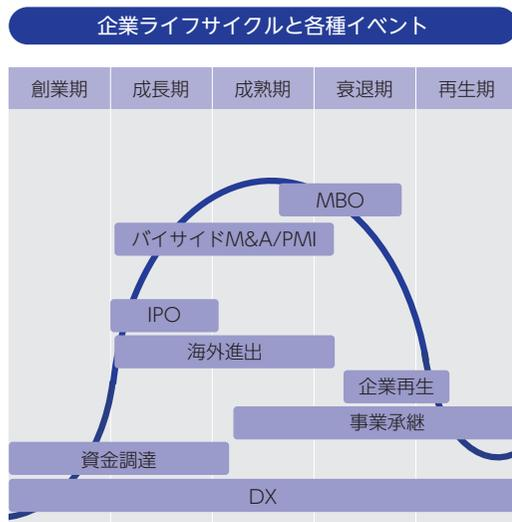 企業ライフサイクルと各種イベント
創業期 成長期 成熟期 衰退期 再生期
MBO
バイサイドM&A/PMI
IPO
海外進出
企業再生
事業承継
資金調達
DX